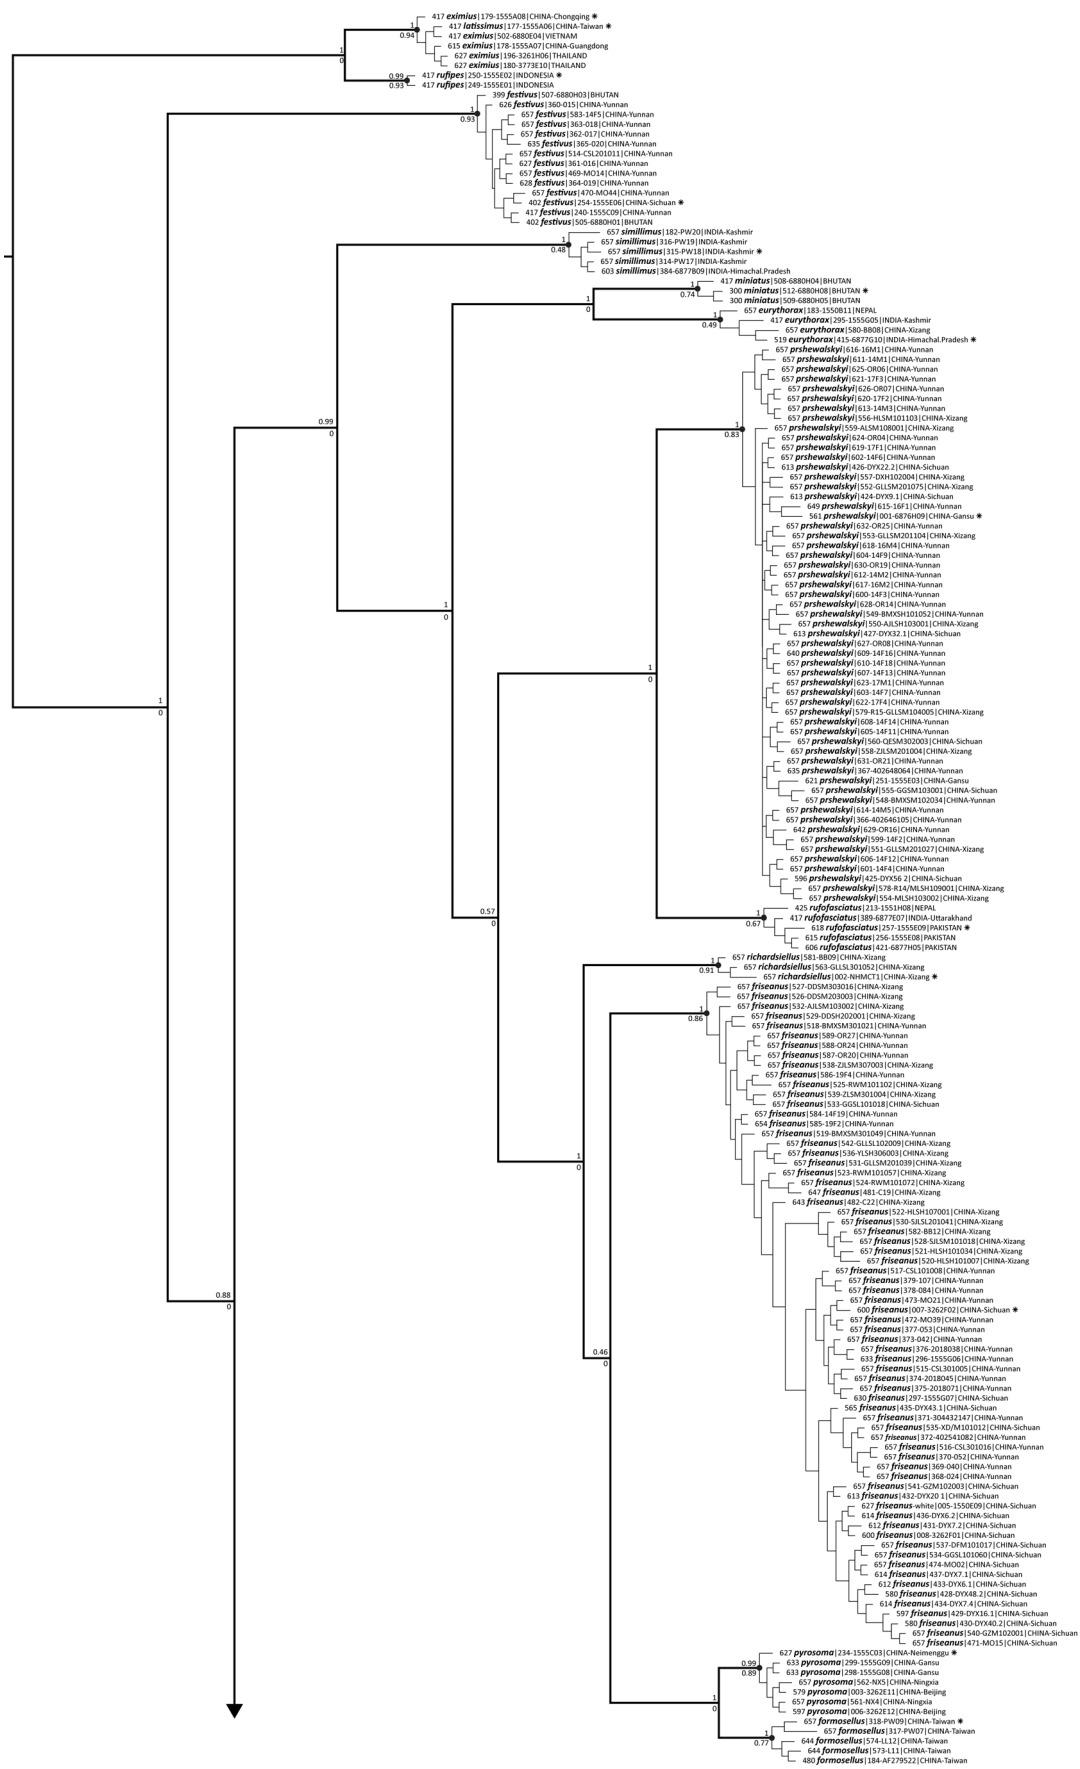 417 eximius|179-1555A08|CHINA-Chongqing ✱
417 latissimus|177-1555A06|CHINA-Taiwan ✱
417 eximius|502-6880E04|VIETNAM
615 eximius|178-1555A07|CHINA-Guangdong
627 eximius|196-3261H06|THAILAND
627 eximius|180-3773E10|THAILAND
417 rufipes|250-1555E02|INDONESIA ✱
417 rufipes|249-1555E01|INDONESIA
399 festivus|507-6880H03|BHUTAN
626 festivus|360-015|CHINA-Yunnan
657 festivus|583-14F5|CHINA-Yunnan
657 festivus|363-018|CHINA-Yunnan
657 festivus|362-017|CHINA-Yunnan
635 festivus|365-020|CHINA-Yunnan
657 festivus|514-CSL201011|CHINA-Yunnan
627 festivus|361-016|CHINA-Yunnan
657 festivus|469-MO14|CHINA-Yunnan
628 festivus|364-019|CHINA-Yunnan
657 festivus|470-MO44|CHINA-Yunnan
402 festivus|254-1555E06|CHINA-Sichuan ✱
417 festivus|240-1555C09|CHINA-Yunnan
402 festivus|505-6880H01|BHUTAN
657 simillimus|182-PW20|INDIA-Kashmir
657 simillimus|316-PW19|INDIA-Kashmir
657 simillimus|315-PW18|INDIA-Kashmir ✱
657 simillimus|314-PW17|INDIA-Kashmir
603 simillimus|384-6877B09|INDIA-Himachal.Pradesh
417 miniatus|508-6880H04|BHUTAN
300 miniatus|512-6880H08|BHUTAN ✱
300 miniatus|509-6880H05|BHUTAN
657 eurythorax|183-1550B11|NEPAL
417 eurythorax|295-1555G05|INDIA-Kashmir
657 eurythorax|580-BB08|CHINA-Xizang
519 eurythorax|415-6877G10|INDIA-Himachal.Pradesh ✱
657 prshewalskyi|616-16M1|CHINA-Yunnan
657 prshewalskyi|611-14M1|CHINA-Yunnan
657 prshewalskyi|625-OR06|CHINA-Yunnan
657 prshewalskyi|621-17F3|CHINA-Yunnan
657 prshewalskyi|626-OR07|CHINA-Yunnan
657 prshewalskyi|620-17F2|CHINA-Yunnan
657 prshewalskyi|613-14M3|CHINA-Yunnan
657 prshewalskyi|556-HLSM101103|CHINA-Xizang
657 prshewalskyi|559-ALSM108001|CHINA-Xizang
657 prshewalskyi|624-OR04|CHINA-Yunnan
657 prshewalskyi|619-17F1|CHINA-Yunnan
657 prshewalskyi|602-14F6|CHINA-Yunnan
613 prshewalskyi|426-DYX22.2|CHINA-Sichuan
657 prshewalskyi|557-DXH102004|CHINA-Xizang
657 prshewalskyi|552-GLLSM201075|CHINA-Xizang
613 prshewalskyi|424-DYX9.1|CHINA-Sichuan
649 prshewalskyi|615-16F1|CHINA-Yunnan
561 prshewalskyi|001-6876H09|CHINA-Gansu ✱
657 prshewalskyi|632-OR25|CHINA-Yunnan
657 prshewalskyi|553-GLLSM201104|CHINA-Xizang
657 prshewalskyi|618-16M4|CHINA-Yunnan
657 prshewalskyi|604-14F9|CHINA-Yunnan
657 prshewalskyi|630-OR19|CHINA-Yunnan
657 prshewalskyi|612-14M2|CHINA-Yunnan
657 prshewalskyi|617-16M2|CHINA-Yunnan
657 prshewalskyi|600-14F3|CHINA-Yunnan
657 prshewalskyi|628-OR14|CHINA-Yunnan
657 prshewalskyi|549-BMXSH101052|CHINA-Yunnan
657 prshewalskyi|550-AJLSH103001|CHINA-Xizang
613 prshewalskyi|427-DYX32.1|CHINA-Sichuan
657 prshewalskyi|627-OR08|CHINA-Yunnan
640 prshewalskyi|609-14F16|CHINA-Yunnan
657 prshewalskyi|610-14F18|CHINA-Yunnan
657 prshewalskyi|607-14F13|CHINA-Yunnan
657 prshewalskyi|623-17M1|CHINA-Yunnan
657 prshewalskyi|603-14F7|CHINA-Yunnan
657 prshewalskyi|622-17F4|CHINA-Yunnan
657 prshewalskyi|579-R15-GLLSM104005|CHINA-Xizang
657 prshewalskyi|608-14F14|CHINA-Yunnan
657 prshewalskyi|605-14F11|CHINA-Yunnan
657 prshewalskyi|560-QESM302003|CHINA-Sichuan
657 prshewalskyi|558-ZJLSM201004|CHINA-Xizang
657 prshewalskyi|631-OR21|CHINA-Yunnan
635 prshewalskyi|367-402648064|CHINA-Yunnan
621 prshewalskyi|251-1555E03|CHINA-Gansu
657 prshewalskyi|555-GGSM103001|CHINA-Sichuan
657 prshewalskyi|548-BMXSM102034|CHINA-Yunnan
657 prshewalskyi|614-14M5|CHINA-Yunnan
657 prshewalskyi|366-402646105|CHINA-Yunnan
642 prshewalskyi|629-OR16|CHINA-Yunnan
657 prshewalskyi|599-14F2|CHINA-Yunnan
657 prshewalskyi|551-GLLSM201027|CHINA-Xizang
657 prshewalskyi|606-14F12|CHINA-Yunnan
657 prshewalskyi|601-14F4|CHINA-Yunnan
596 prshewalskyi|425-DYX56 2|CHINA-Sichuan
657 prshewalskyi|578-R14/MLSH109001|CHINA-Xizang
657 prshewalskyi|554-MLSH103002|CHINA-Xizang
425 rufofasciatus|213-1551H08|NEPAL
417 rufofasciatus|389-6877E07|INDIA-Uttarakhand
618 rufofasciatus|257-1555E09|PAKISTAN ✱
615 rufofasciatus|256-1555E08|PAKISTAN
606 rufofasciatus|421-6877H05|PAKISTAN
657 richardsiellus|581-BB09|CHINA-Xizang
657 richardsiellus|563-GLLSL301052|CHINA-Xizang
657 richardsiellus|002-NHMCT1|CHINA-Xizang ✱
657 friseanus|527-DDSM303016|CHINA-Xizang
657 friseanus|526-DDSM203003|CHINA-Xizang
657 friseanus|532-AJLSM103002|CHINA-Xizang
657 friseanus|529-DDSH202001|CHINA-Xizang
657 friseanus|518-BMXSM301021|CHINA-Yunnan
657 friseanus|589-OR27|CHINA-Yunnan
657 friseanus|588-OR24|CHINA-Yunnan
657 friseanus|587-OR20|CHINA-Yunnan
657 friseanus|538-ZJLSM307003|CHINA-Xizang
657 friseanus|586-19F4|CHINA-Yunnan
657 friseanus|525-RWM101102|CHINA-Xizang
657 friseanus|539-ZLSM301004|CHINA-Xizang
657 friseanus|533-GGSL101018|CHINA-Sichuan
657 friseanus|584-14F19|CHINA-Yunnan
654 friseanus|585-19F2|CHINA-Yunnan
657 friseanus|519-BMXSM301049|CHINA-Yunnan
657 friseanus|542-GLLSL102009|CHINA-Xizang
657 friseanus|536-YLSH306003|CHINA-Xizang
657 friseanus|531-GLLSM201039|CHINA-Xizang
657 friseanus|523-RWM101057|CHINA-Xizang
657 friseanus|524-RWM101072|CHINA-Xizang
647 friseanus|481-C19|CHINA-Xizang
643 friseanus|482-C22|CHINA-Xizang
657 friseanus|522-HLSH107001|CHINA-Xizang
657 friseanus|530-SJLSL201041|CHINA-Xizang
657 friseanus|582-BB12|CHINA-Xizang
657 friseanus|528-SJLSM101018|CHINA-Xizang
657 friseanus|521-HLSH101034|CHINA-Xizang
657 friseanus|520-HLSH101007|CHINA-Xizang
657 friseanus|517-CSL101008|CHINA-Yunnan
657 friseanus|379-107|CHINA-Yunnan
657 friseanus|378-084|CHINA-Yunnan
657 friseanus|473-MO21|CHINA-Yunnan
600 friseanus|007-3262F02|CHINA-Sichuan ✱
657 friseanus|472-MO39|CHINA-Yunnan
657 friseanus|377-053|CHINA-Yunnan
657 friseanus|373-042|CHINA-Yunnan
657 friseanus|376-2018038|CHINA-Yunnan
633 friseanus|296-1555G06|CHINA-Yunnan
657 friseanus|515-CSL301005|CHINA-Yunnan
657 friseanus|374-2018045|CHINA-Yunnan
657 friseanus|375-2018071|CHINA-Yunnan
630 friseanus|297-1555G07|CHINA-Sichuan
565 friseanus|435-DYX43.1|CHINA-Sichuan
657 friseanus|371-304432147|CHINA-Yunnan
657 friseanus|535-XD/M101012|CHINA-Sichuan
657 friseanus|372-402541082|CHINA-Yunnan
657 friseanus|516-CSL301016|CHINA-Yunnan
657 friseanus|370-052|CHINA-Yunnan
657 friseanus|369-040|CHINA-Yunnan
657 friseanus|368-024|CHINA-Yunnan
657 friseanus|541-GZM102003|CHINA-Sichuan
613 friseanus|432-DYX20 1|CHINA-Sichuan
627 friseanus-white|005-1550E09|CHINA-Sichuan
614 friseanus|436-DYX6.2|CHINA-Sichuan
612 friseanus|431-DYX7.2|CHINA-Sichuan
600 friseanus|008-3262F01|CHINA-Sichuan
657 friseanus|537-DFM101017|CHINA-Sichuan
657 friseanus|534-GGSL101060|CHINA-Sichuan
657 friseanus|474-MO02|CHINA-Sichuan
614 friseanus|437-DYX7.1|CHINA-Sichuan
612 friseanus|433-DYX6.1|CHINA-Sichuan
580 friseanus|428-DYX48.2|CHINA-Sichuan
614 friseanus|434-DYX7.4|CHINA-Sichuan
597 friseanus|429-DYX16.1|CHINA-Sichuan
580 friseanus|430-DYX40.2|CHINA-Sichuan
657 friseanus|540-GZM102001|CHINA-Sichuan
657 friseanus|471-MO15|CHINA-Sichuan
627 pyrosoma|234-1555C03|CHINA-Neimenggu ✱
633 pyrosoma|299-1555G09|CHINA-Gansu
633 pyrosoma|298-1555G08|CHINA-Gansu
657 pyrosoma|562-NX5|CHINA-Ningxia
579 pyrosoma|003-3262E11|CHINA-Beijing
657 pyrosoma|561-NX4|CHINA-Ningxia
597 pyrosoma|006-3262E12|CHINA-Beijing
657 formosellus|318-PW09|CHINA-Taiwan ✱
657 formosellus|317-PW07|CHINA-Taiwan
644 formosellus|574-LL12|CHINA-Taiwan
644 formosellus|573-L11|CHINA-Taiwan
480 formosellus|184-AF279522|CHINA-Taiwan
1
0.94
1
0
0.99
0.93
1
0.93
1
0.48
1
0.74
1
0
1
0.49
0.99
0
1
0.83
1
0
1
0
1
0
0.57
0
1
0.67
1
0.91
1
0.86
1
0
0.88
0
0.46
0
0.99
0.89
1
0
1
0.77